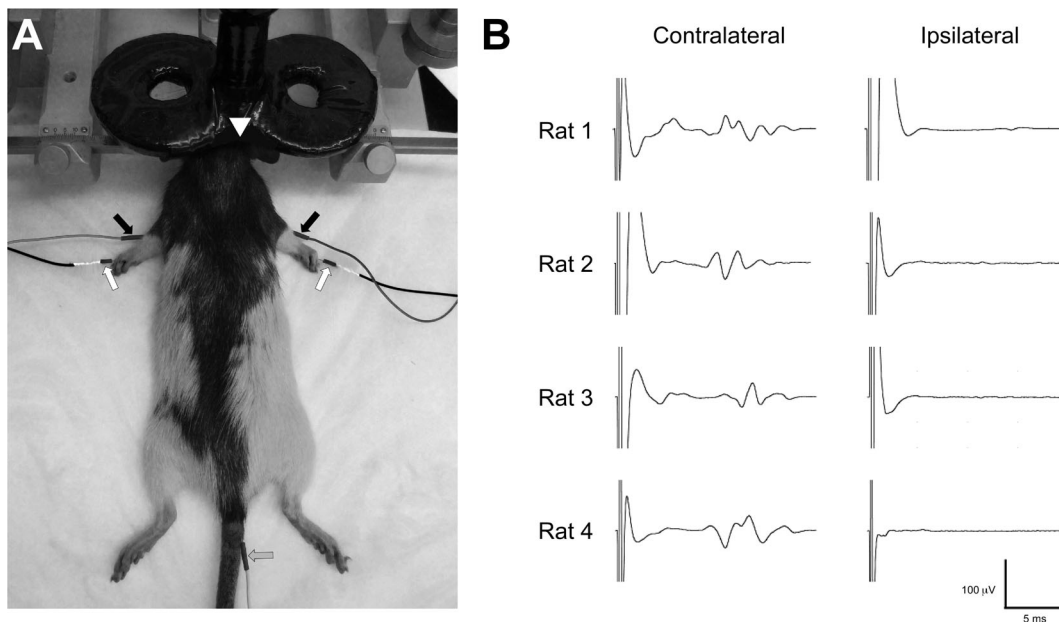 A
B
Contralateral
Ipsilateral
Rat 1
Rat 2
Rat 3
Rat 4
100 µV
5 ms